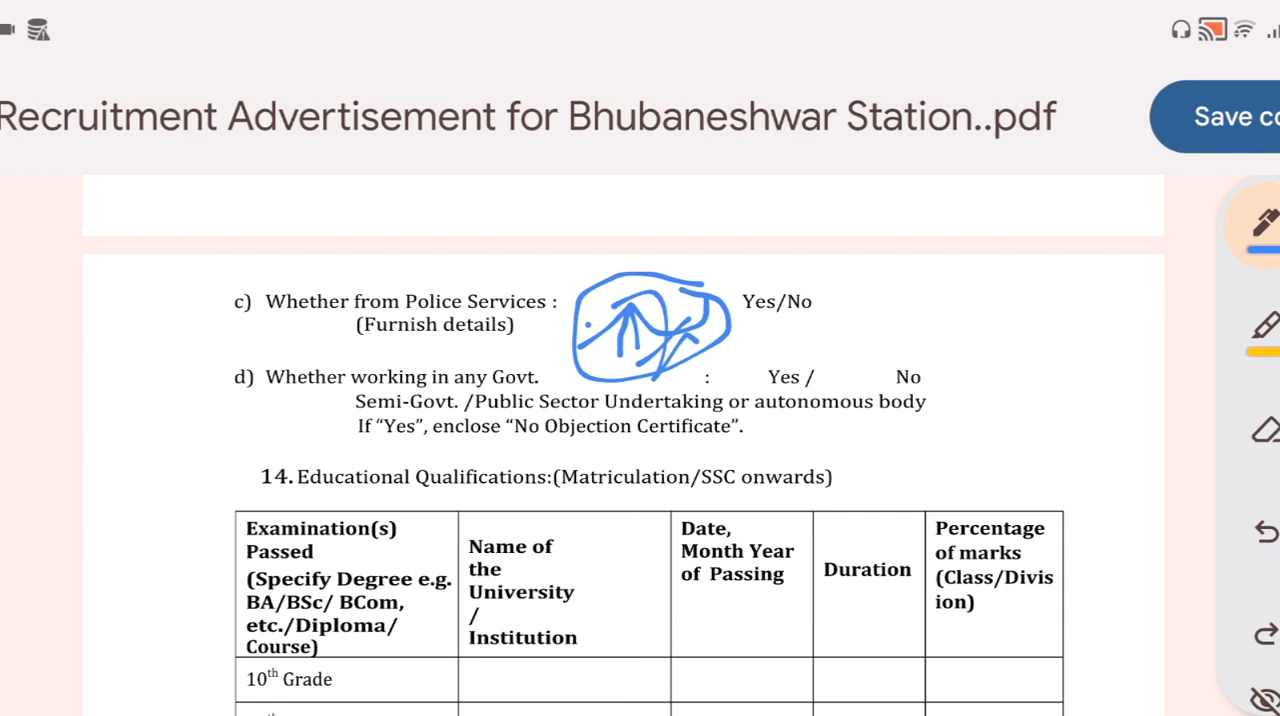 Recruitment Advertisement for Bhubaneshwar Station..pdf
Save co
c) Whether from Police Services : Yes/No
(Furnish details)
d) Whether working in any Govt. : Yes / No
Semi-Govt. /Public Sector Undertaking or autonomous body
If “Yes”, enclose “No Objection Certificate”.
14. Educational Qualifications:(Matriculation/SSC onwards)
Examination(s)
Passed
(Specify Degree e.g.
BA/BSc/ BCom,
etc./Diploma/
Course)
Name of
the
University
/
Institution
Date,
Month Year
of Passing
Duration
Percentage
of marks
(Class/Divis
ion)
10th Grade